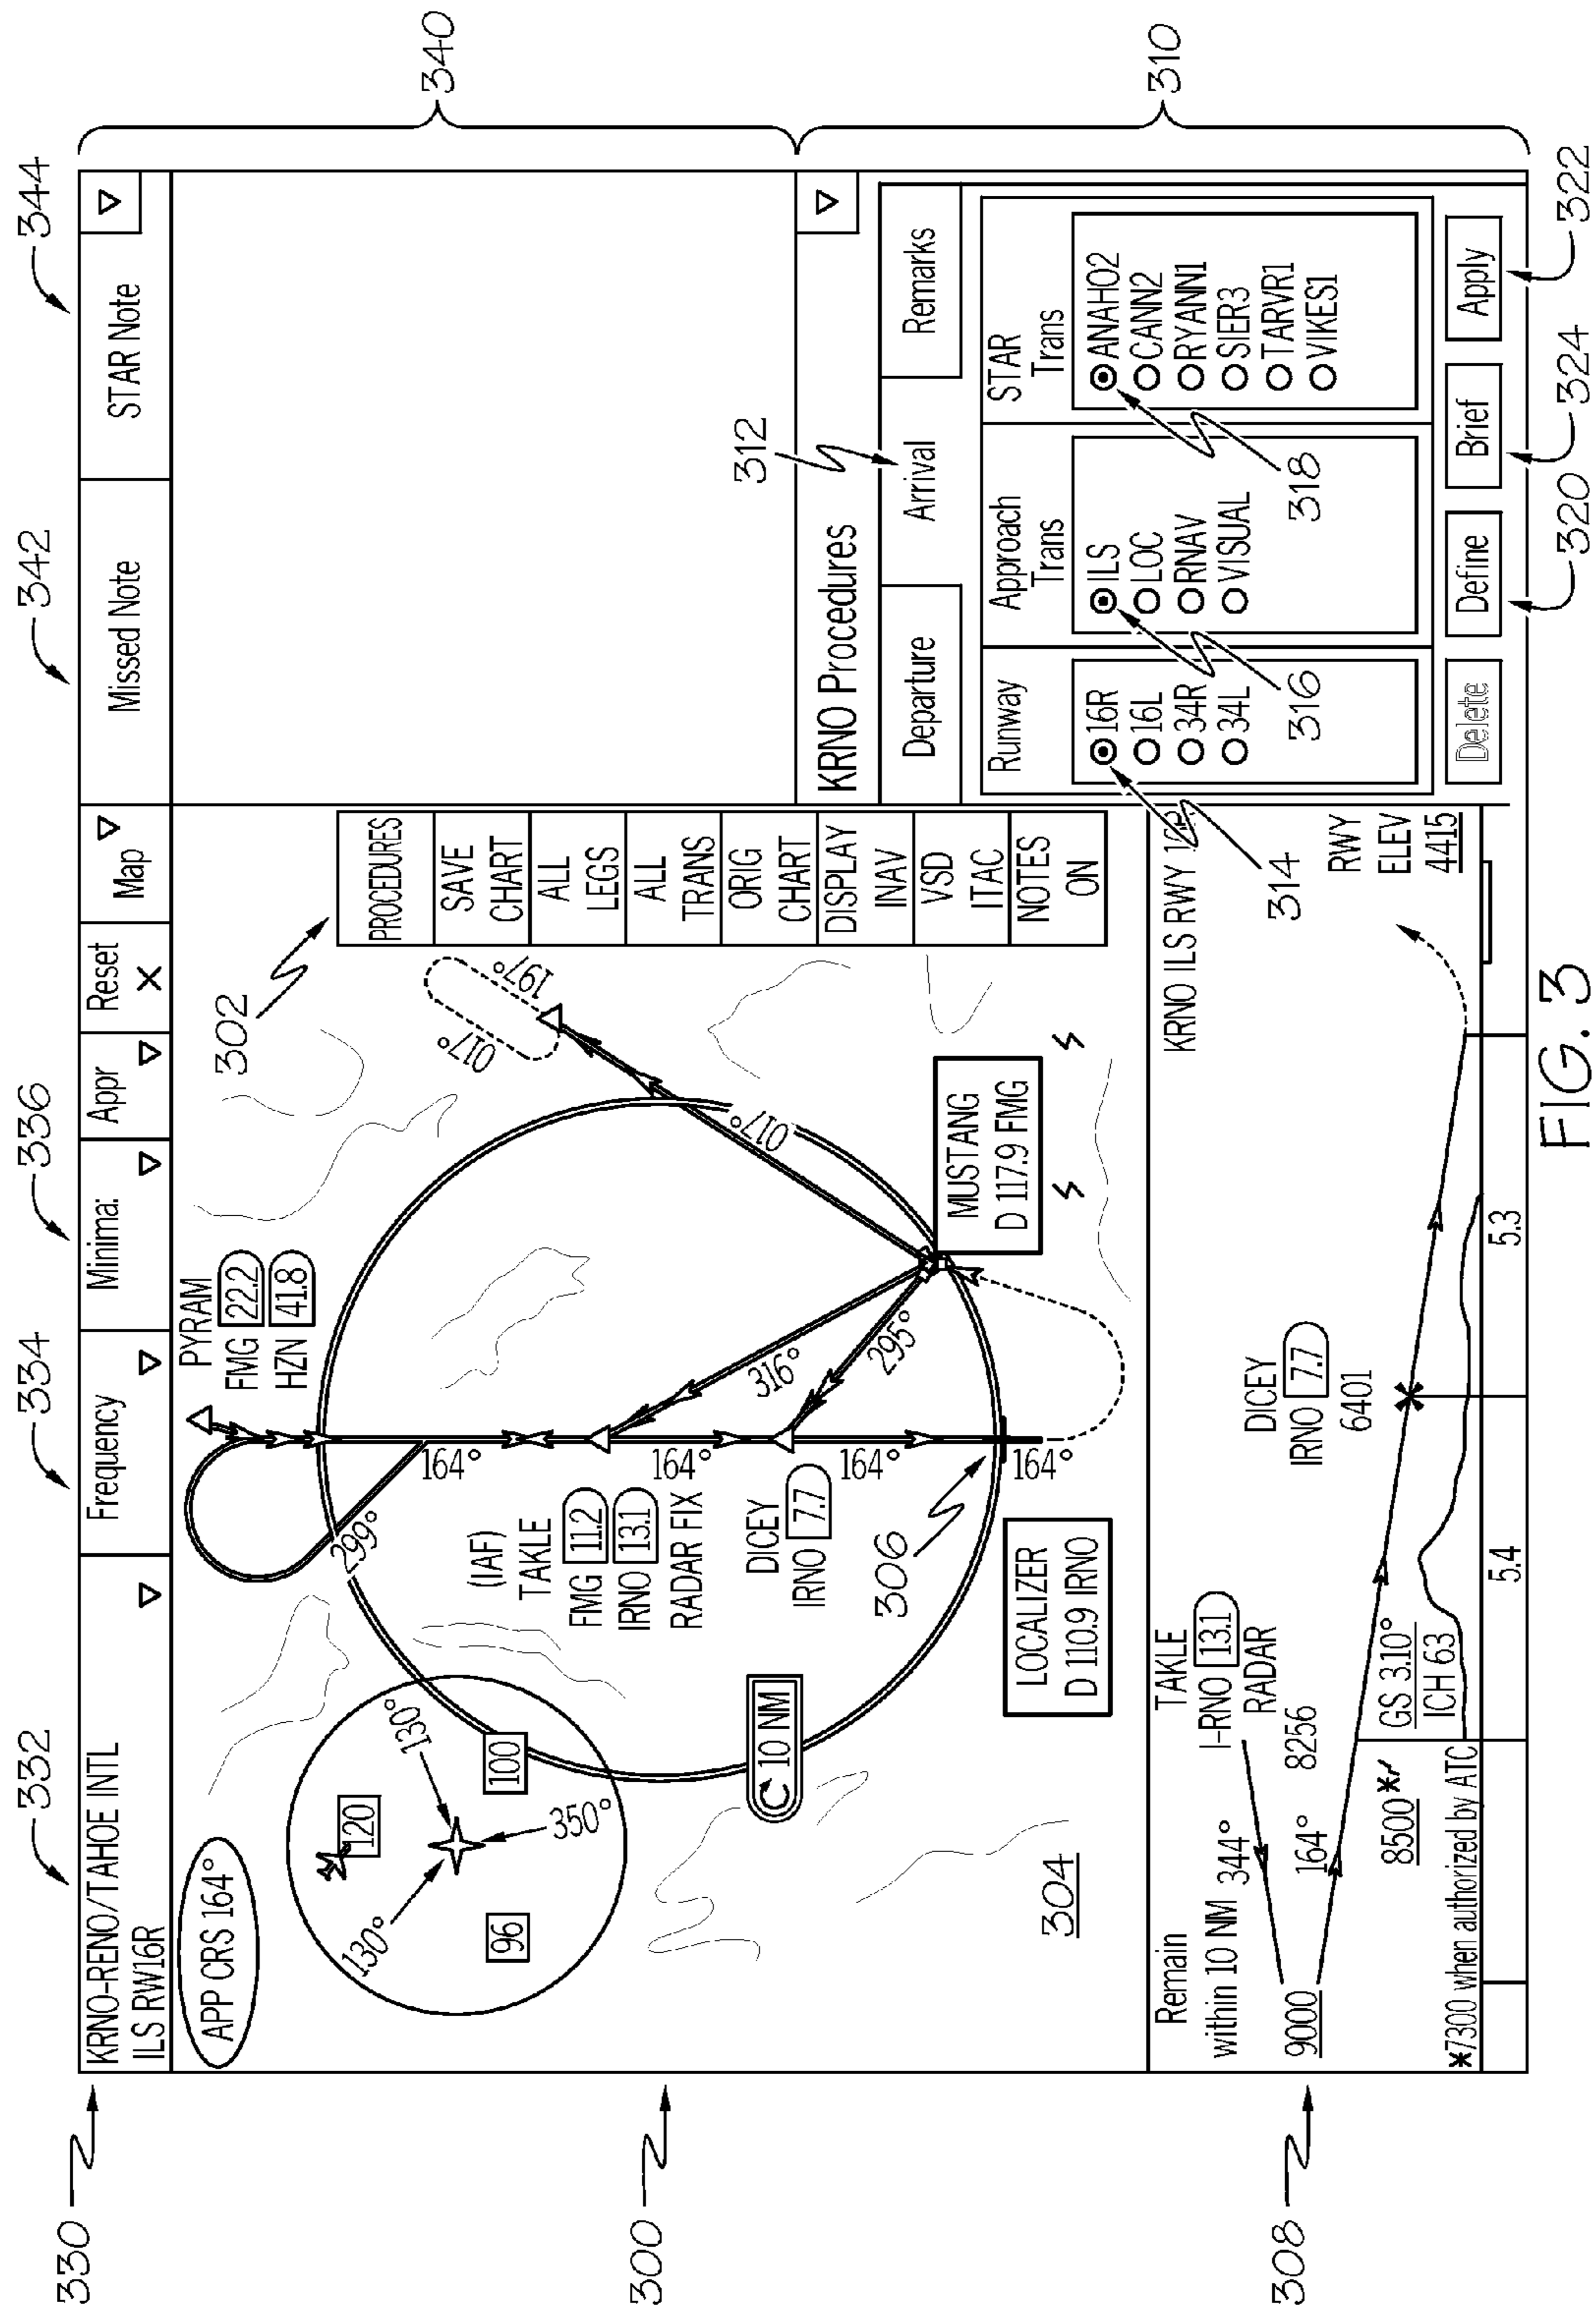 330
332
334
336
342
344
KRNO-RENO/TAHOE INTL
ILS RW16R
Frequency
Minima:
Appr
Reset
X
Map
Missed Note
STAR Note
340
APP CRS 164°
130°
120
130°
96
100
350°
10 NM
PYRAM
FMG 22.2
HZN 41.8
299°
164°
(IAF)
TAKLE
FMG 11.2
IRNO 13.1
RADAR FIX
164°
316°
DICEY
IRNO 7.7
164°
295°
306
164°
LOCALIZER
D 110.9 IRNO
MUSTANG
D 117.9 FMG
017°
017°
197°
304
300
302
PROCEDURES
SAVE
CHART
ALL
LEGS
ALL
TRANS
ORIG
CHART
DISPLAY
INAV
VSD
ITAC
NOTES
ON
312
KRNO Procedures
Departure
Arrival
Remarks
Runway
16R
16L
34R
34L
Approach
Trans
ILS
LOC
RNAV
VISUAL
STAR
Trans
ANAHO2
CANN2
RYANN1
SIER3
TARVR1
VIKES1
314
316
318
Delete
Define
Brief
Apply
320
324
322
310
308
Remain
within 10 NM
344°
TAKLE
I-RNO 13.1
RADAR
9000
164°
8256
8500*
GS 3.10°
ICH 63
*7300 when authorized by ATC
DICEY
IRNO 7.7
6401
5.4
5.3
KRNO ILS RWY
RWY
ELEV
4415
FIG. 3